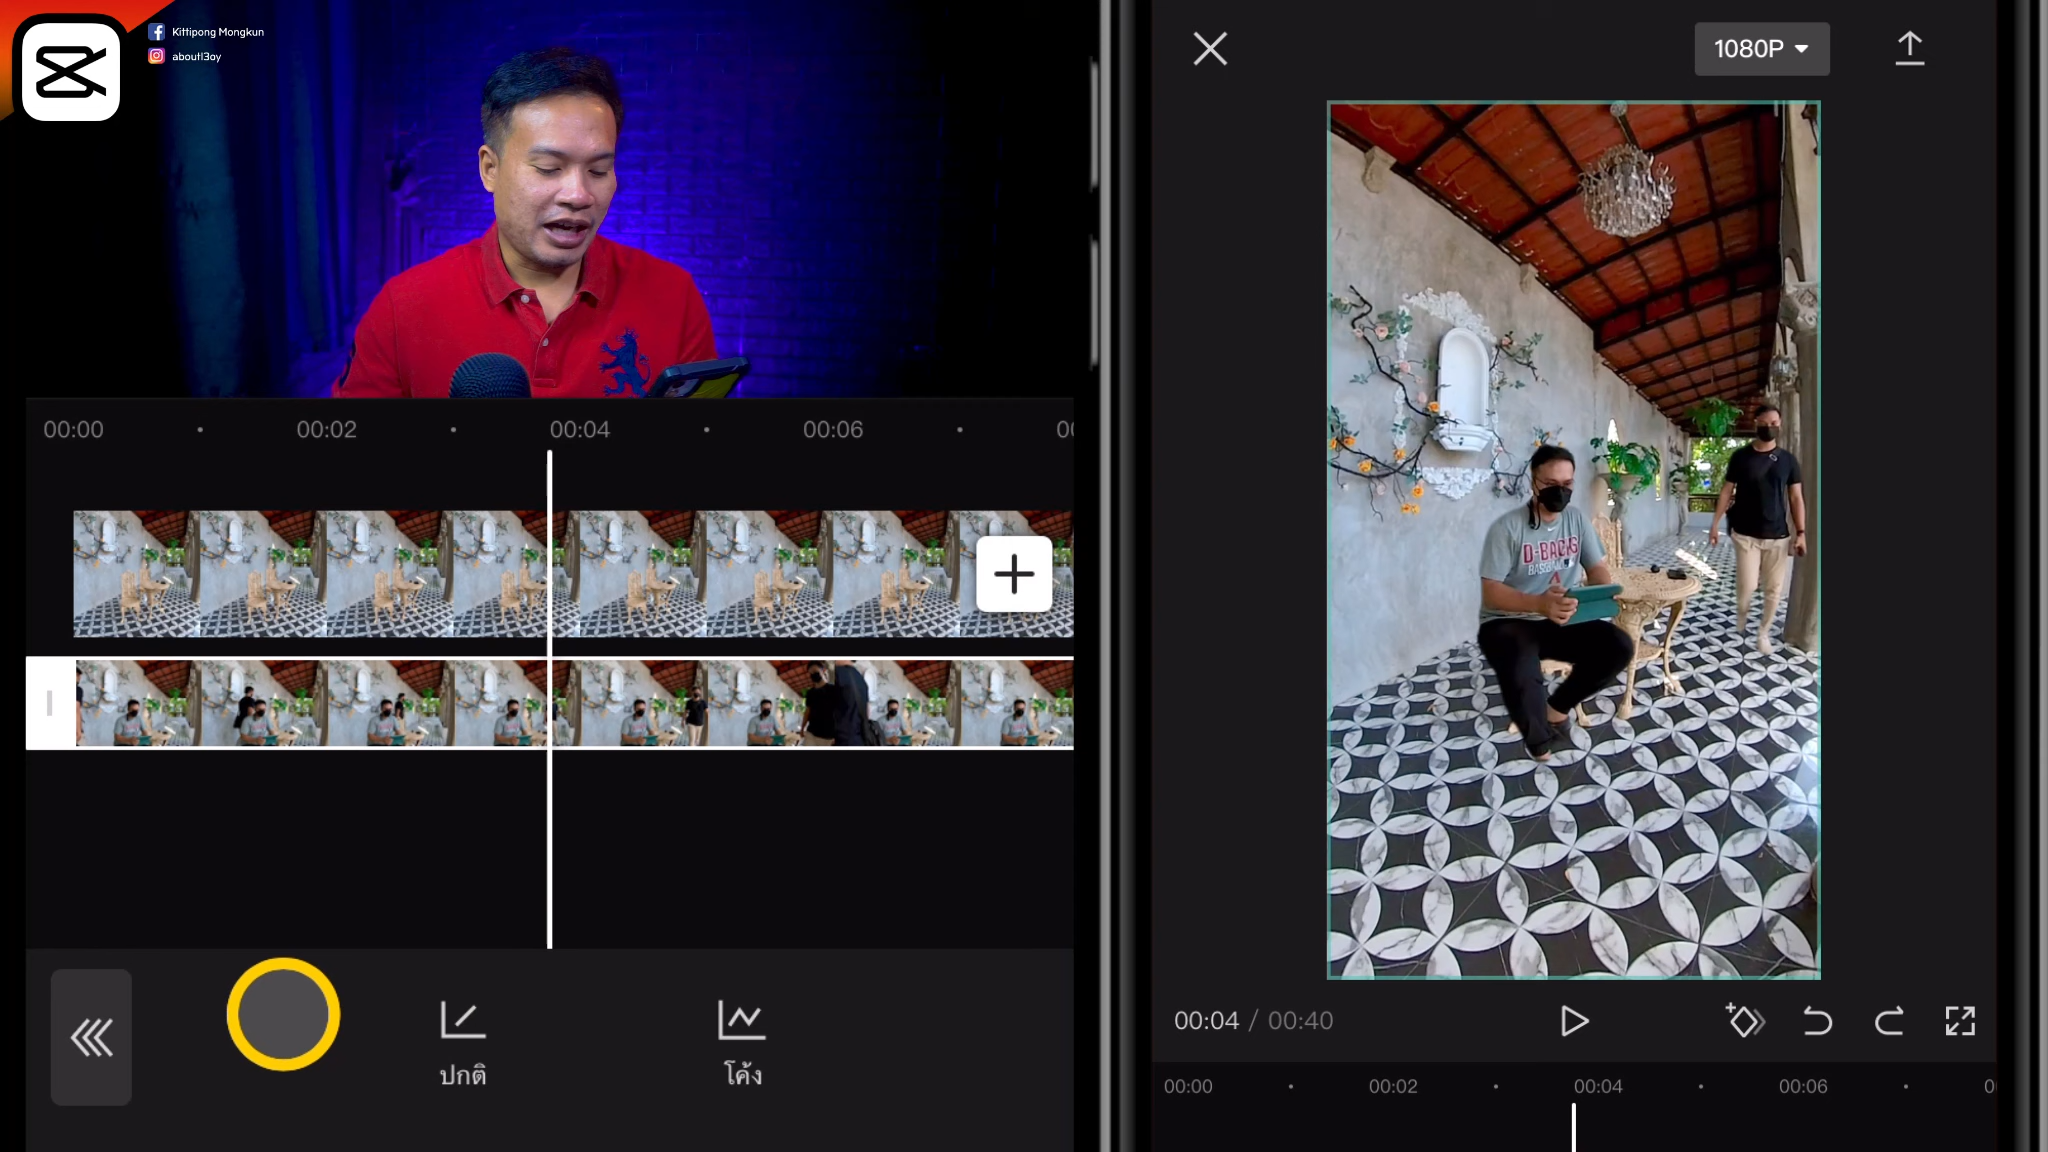 Kittipong Mongkun
aboutl3oy
1080P
00:00
00:02
00:04
00:06
D-BACKS
BASEBALL
ปกติ
โค้ง
00:04 / 00:40
00:00
00:02
00:04
00:06